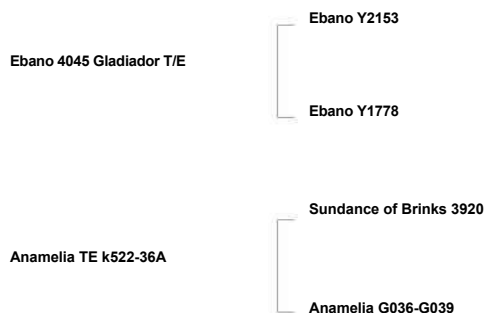 Ebano Y2153
Ebano 4045 Gladiador T/E
Ebano Y1778
Sundance of Brinks 3920
Anamelia TE k522-36A
Anamelia G036-G039